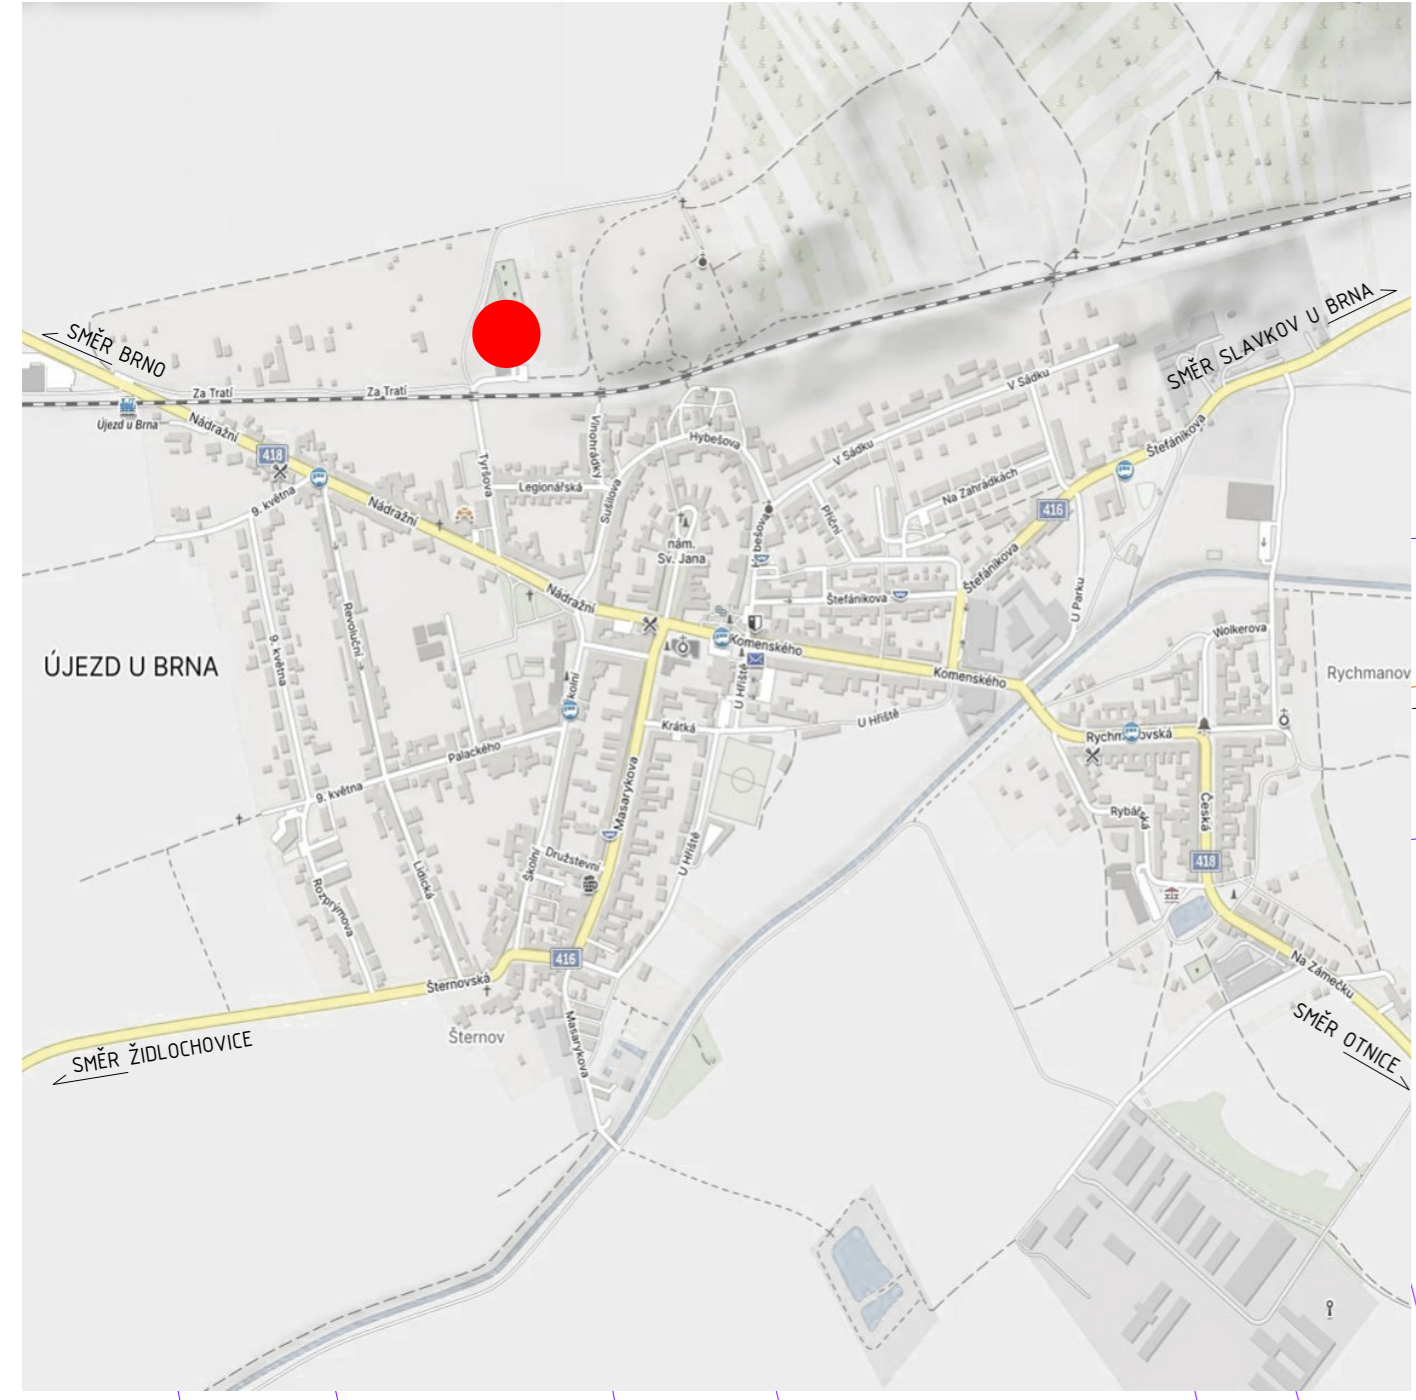 SMĚR BRNO
SMĚR SLAVKOV U BRNA
Za Tratí
Za Tratí
V Sádku
Újezd u Brna
Nádražní
Hybešova
V Sádku
Štefánikova
418
Vinohrádky
Tyršova
Legionářská
9. května
Sušilova
Na Zahrádkách
Nádražní
Příční
416
nám.
Sv. Jana
Štefánikova
Nádražní
Štefánikova
U Parku
Revoluční
9. května
Wolkerova
Komenského
ÚJEZD U BRNA
Komenského
Rychmanov
U Hřiště
Školní
U Hřiště
Krátká
Palackého
Masarykova
9. května
Česká
U Hřiště
Školní
Družstevní
418
Lidická
Rozprýmova
416
Na Zámečku
Šternovská
SMĚR OTNICE
Šternov
Masarykova
SMĚR ŽIDLOCHOVICE